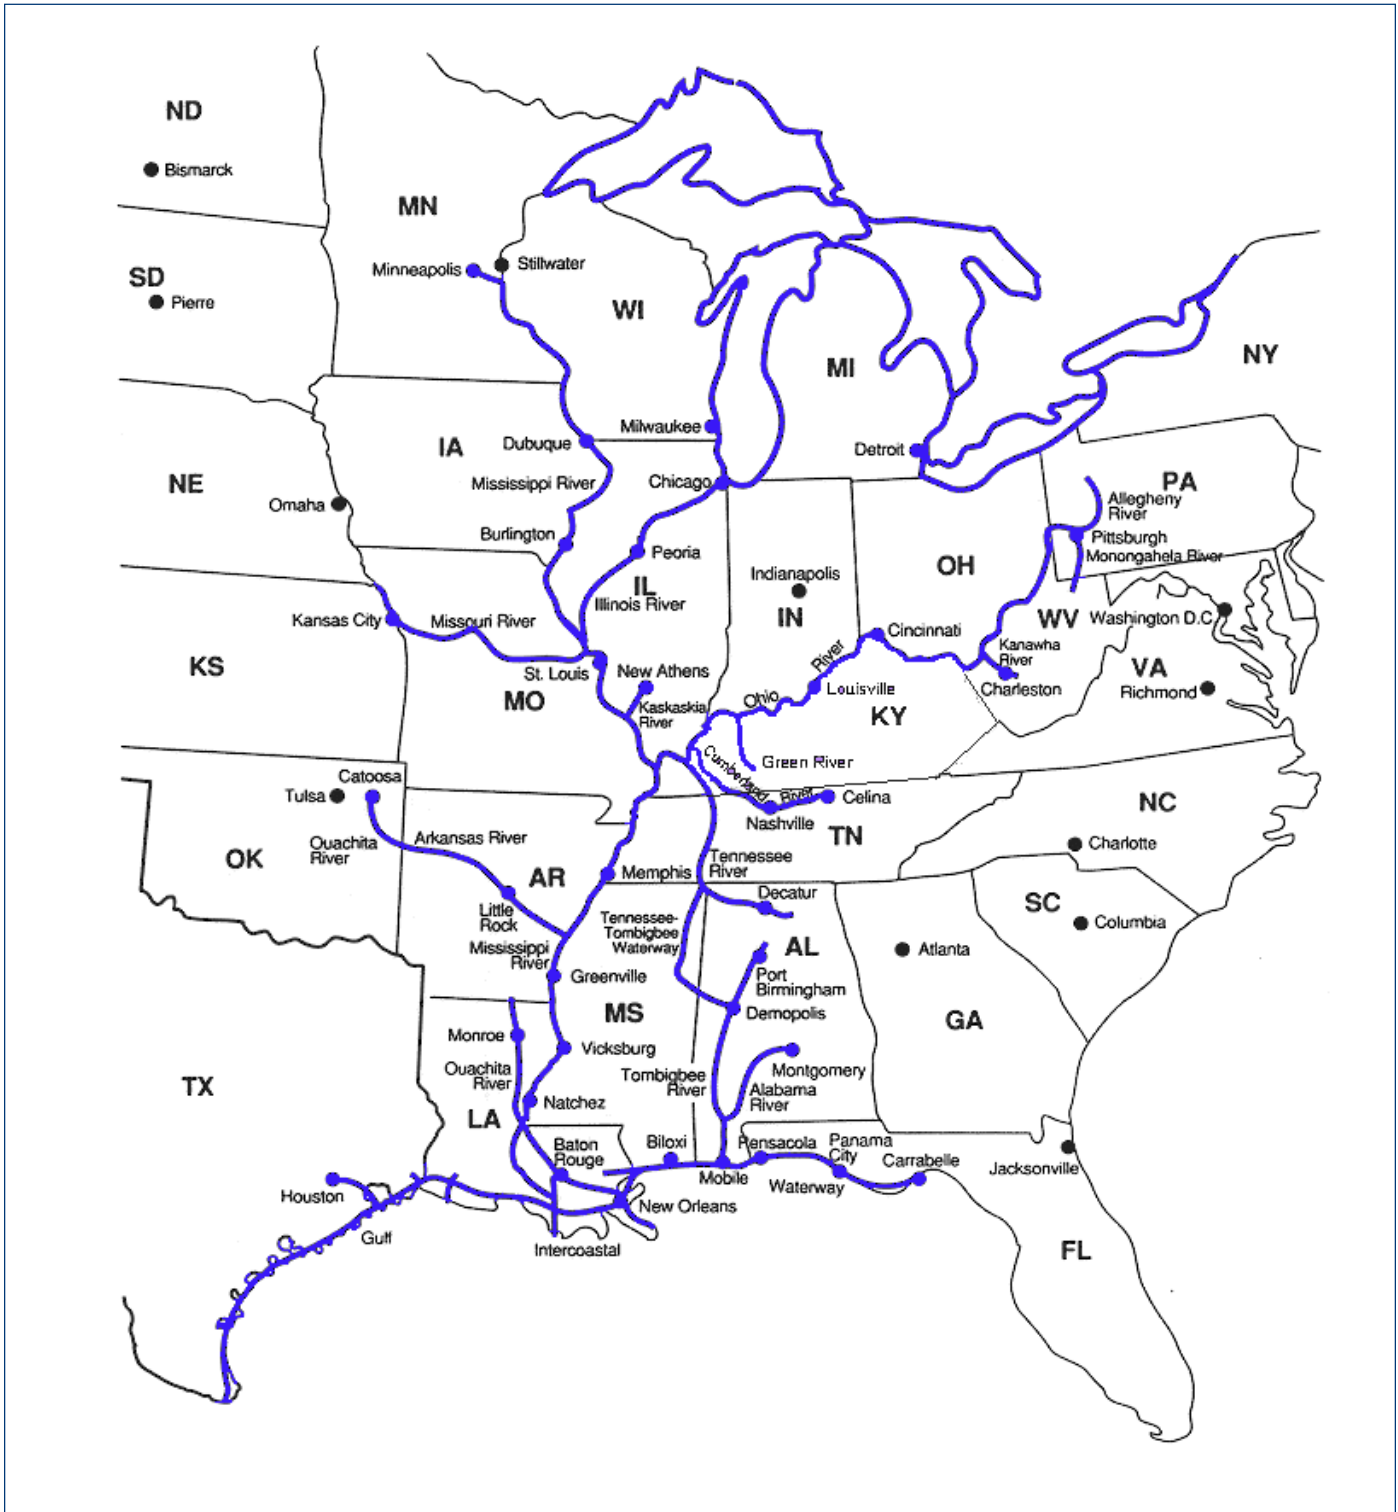 ND
Bismarck
MN
SD
Pierre
Minneapolis
Stillwater
WI
NY
MI
Milwaukee
IA
Dubuque
Detroit
Mississippi River
Chicago
NE
PA
Omaha
Allegheny
River
Burlington
Peoria
Pittsburgh
Monongahela River
OH
Indianapolis
IL
Illinois River
IN
WV
Washington D.C
Kansas City
Missouri River
Cincinnati
Kanawha
River
KS
St. Louis
New Athens
River
VA
Louisville
Charleston
Richmond
MO
Kaskaskia
River
Ohio
KY
Cumberland
River
Green River
Catoosa
Tulsa
Celina
NC
Nashville
TN
Ouachita
River
Arkansas River
Charlotte
OK
AR
Memphis
Tennessee
River
Decatur
SC
Little
Rock
Tennessee-
Tombigbee
Waterway
Columbia
AL
Atlanta
Mississippi
River
Greenville
Port
Birmingham
MS
Demopolis
GA
Monroe
Vicksburg
Ouachita
River
Tombigbee
River
Montgomery
TX
Alabama
River
LA
Natchez
Baton
Rouge
Biloxi
Pensacola
Panama
City
Carrabelle
Jacksonville
Houston
Mobile
Waterway
New Orleans
Gulf
Intercoastal
FL